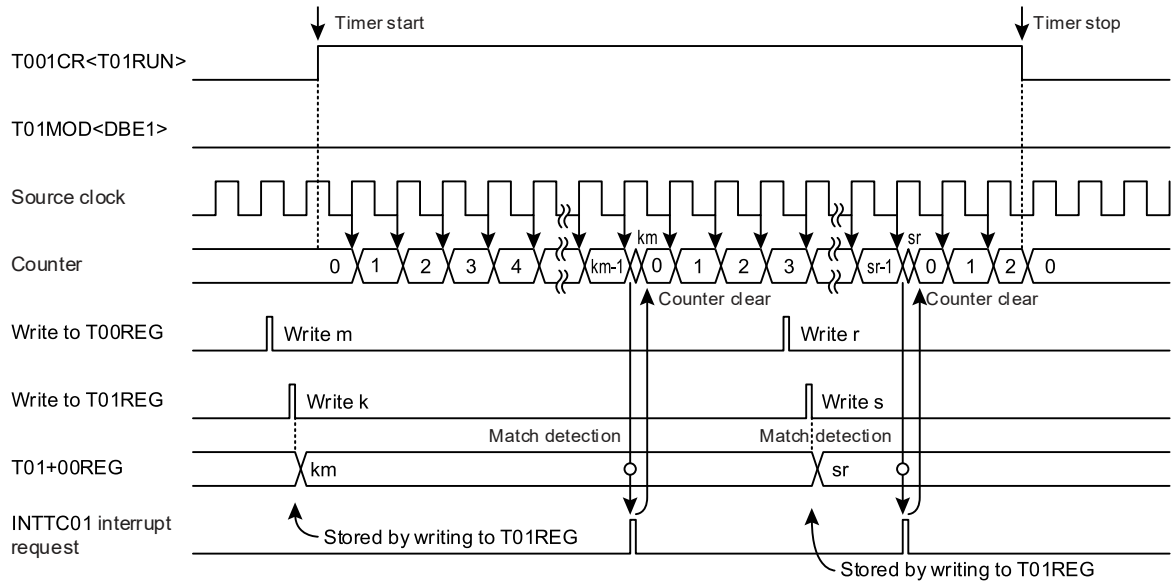 Timer start
Timer stop
T001CR<T01RUN>
T01MOD<DBE1>
Source clock
km
sr
Counter
0 1 2 3 4 km-1 0 1 2 3 sr-1 0 1 2 0
Counter clear
Counter clear
Write to T00REG
Write m
Write r
Write to T01REG
Write k
Write s
Match detection
Match detection
T01+00REG
km
sr
INTTC01 interrupt
request
Stored by writing to T01REG
Stored by writing to T01REG